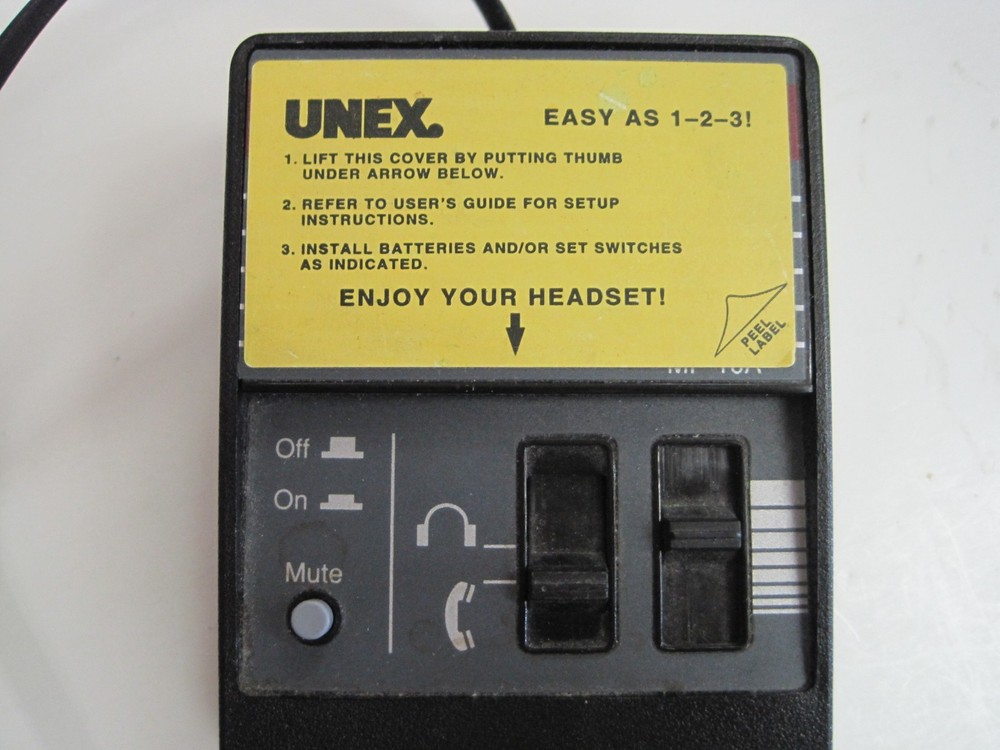 UNEX.
EASY AS 1-2-3!
1. LIFT THIS COVER BY PUTTING THUMB
UNDER ARROW BELOW.
2. REFER TO USER'S GUIDE FOR SETUP
INSTRUCTIONS.
3. INSTALL BATTERIES AND/OR SET SWITCHES
AS INDICATED.
ENJOY YOUR HEADSET!
PEEL
LABEL
Off
On
Mute